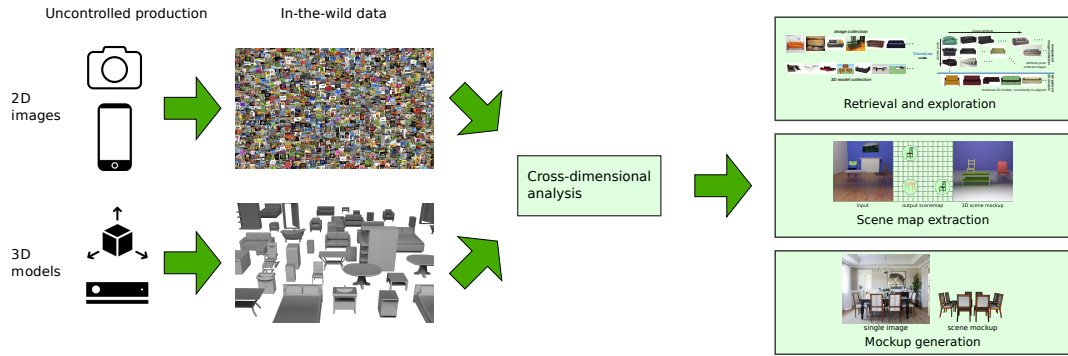 Uncontrolled production
In-the-wild data
2D
images
3D
models
Cross-dimensional
analysis
image collection
3D model collection
Retrieval and exploration
input
output scenemap
3D scene mockup
Scene map extraction
single image
scene mockup
Mockup generation